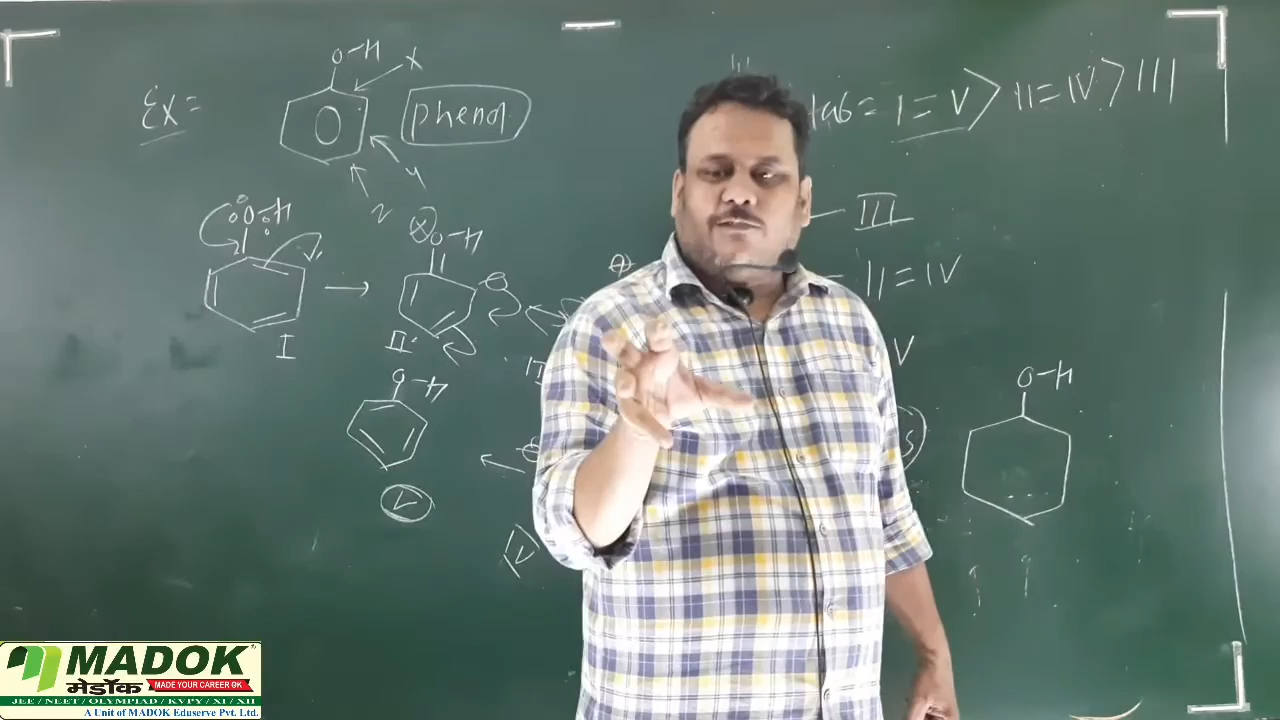 Ex =
O-H
X
phenol
Y
Z
stab = I = V > II = IV > III
III
II = IV
V
O-H
I
⊕
O-H
⊖
II
⊕
O-H
V
O-H
MADOK
मेडॉक MADE YOUR CAREER OK
JEE / NEET / OLYMPIAD / KVPY / XI / XII
A Unit of MADOK Eduserve Pvt. Ltd.